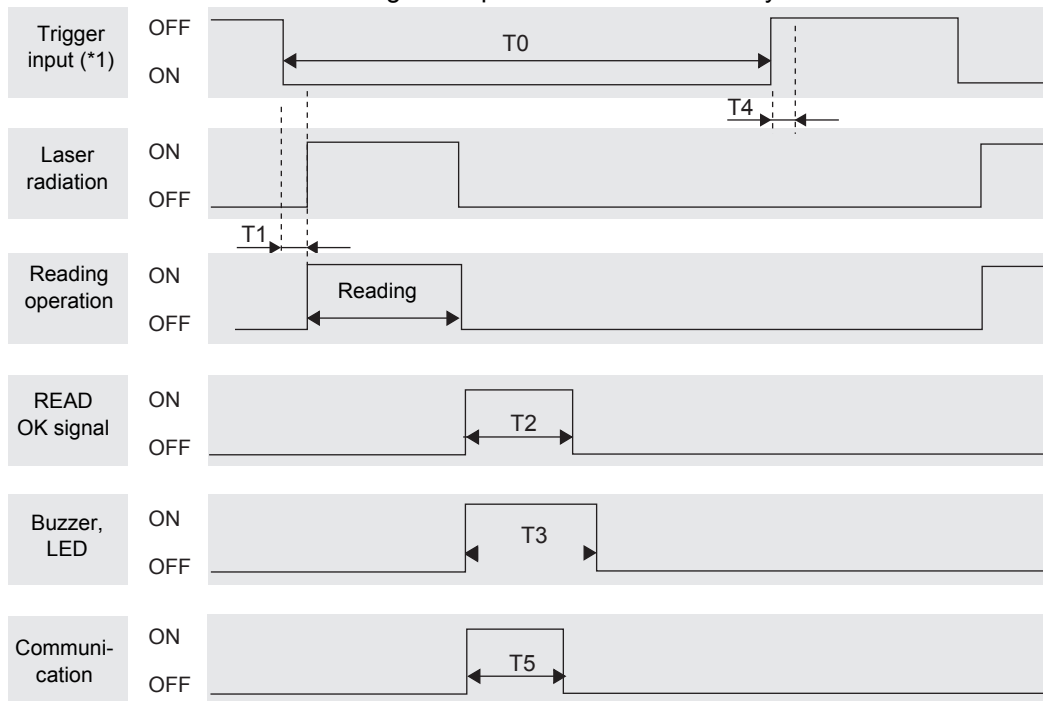 Trigger
input (*1)
OFF
ON
T0
T4
Laser
radiation
ON
OFF
T1
Reading
operation
ON
OFF
Reading
READ
OK signal
ON
OFF
T2
Buzzer,
LED
ON
OFF
T3
Communi-
cation
ON
OFF
T5